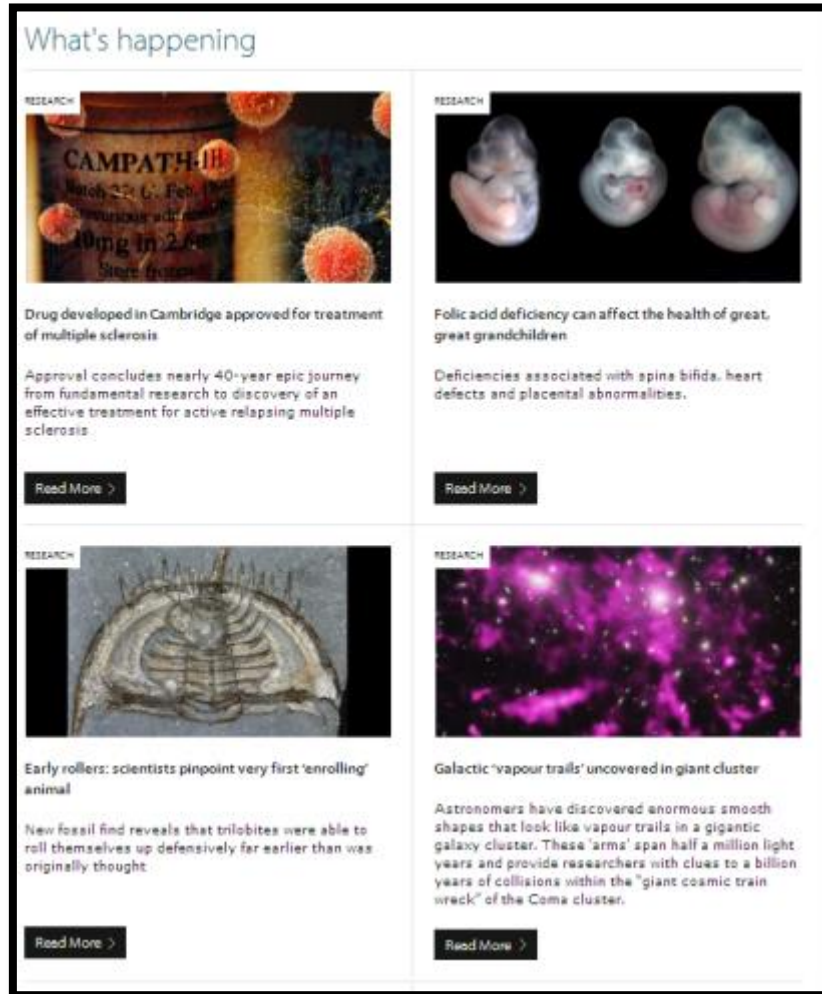 What's happening
RESEARCH
CAMPATH-1H
10mg in
Store frozen
Drug developed in Cambridge approved for treatment
of multiple sclerosis
Approval concludes nearly 40-year epic journey
from fundamental research to discovery of an
effective treatment for active relapsing multiple
sclerosis
Read More >
RESEARCH
Folic acid deficiency can affect the health of great,
great grandchildren
Deficiencies associated with spina bifida, heart
defects and placental abnormalities.
Read More >
RESEARCH
Early rollers: scientists pinpoint very first 'enrolling'
animal
New fossil find reveals that trilobites were able to
roll themselves up defensively far earlier than was
originally thought
Read More >
RESEARCH
Galactic 'vapour trails' uncovered in giant cluster
Astronomers have discovered enormous smooth
shapes that look like vapour trails in a gigantic
galaxy cluster. These 'arms' span half a million light
years and provide researchers with clues to a billion
years of collisions within the "giant cosmic train
wreck" of the Coma cluster.
Read More >